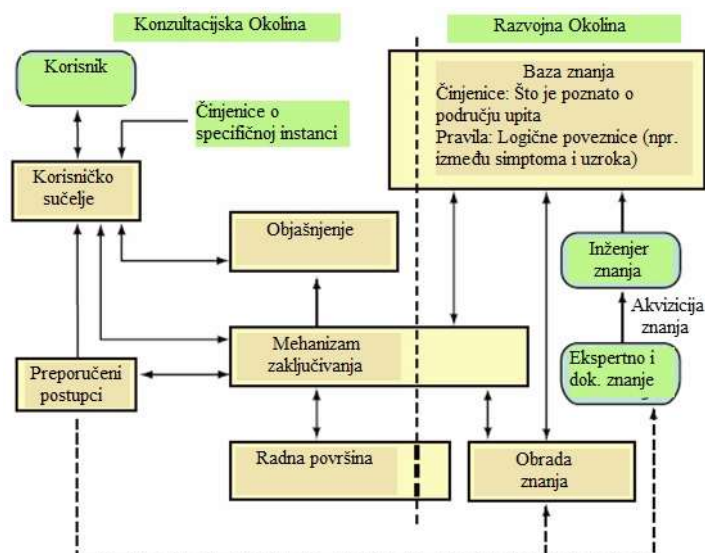 Konzultacijska Okolina
Razvojna Okolina
Korisnik
Činjenice o
specifičnoj instanci
Baza znanja
Činjenice: Što je poznato o
području upita
Pravila: Logične poveznice (npr.
između simptoma i uzroka)
Korisničko
sučelje
Objašnjenje
Inženjer
znanja
Akvizicija
znanja
Mehanizam
zaključivanja
Preporučeni
postupci
Ekspertno i
dok. znanje
Radna površina
Obrada
znanja